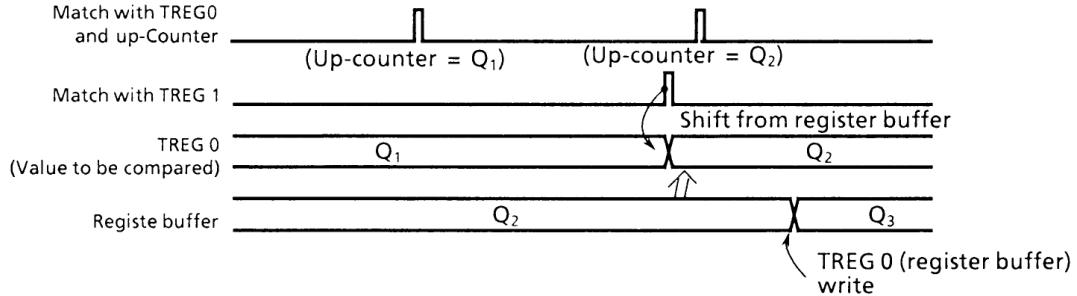 Match with TREG0
and up-Counter
(Up-counter = Q₁)
(Up-counter = Q₂)
Match with TREG 1
Shift from register buffer
TREG 0
(Value to be compared)
Q₁
Q₂
Registe buffer
Q₂
Q₃
TREG 0 (register buffer)
write